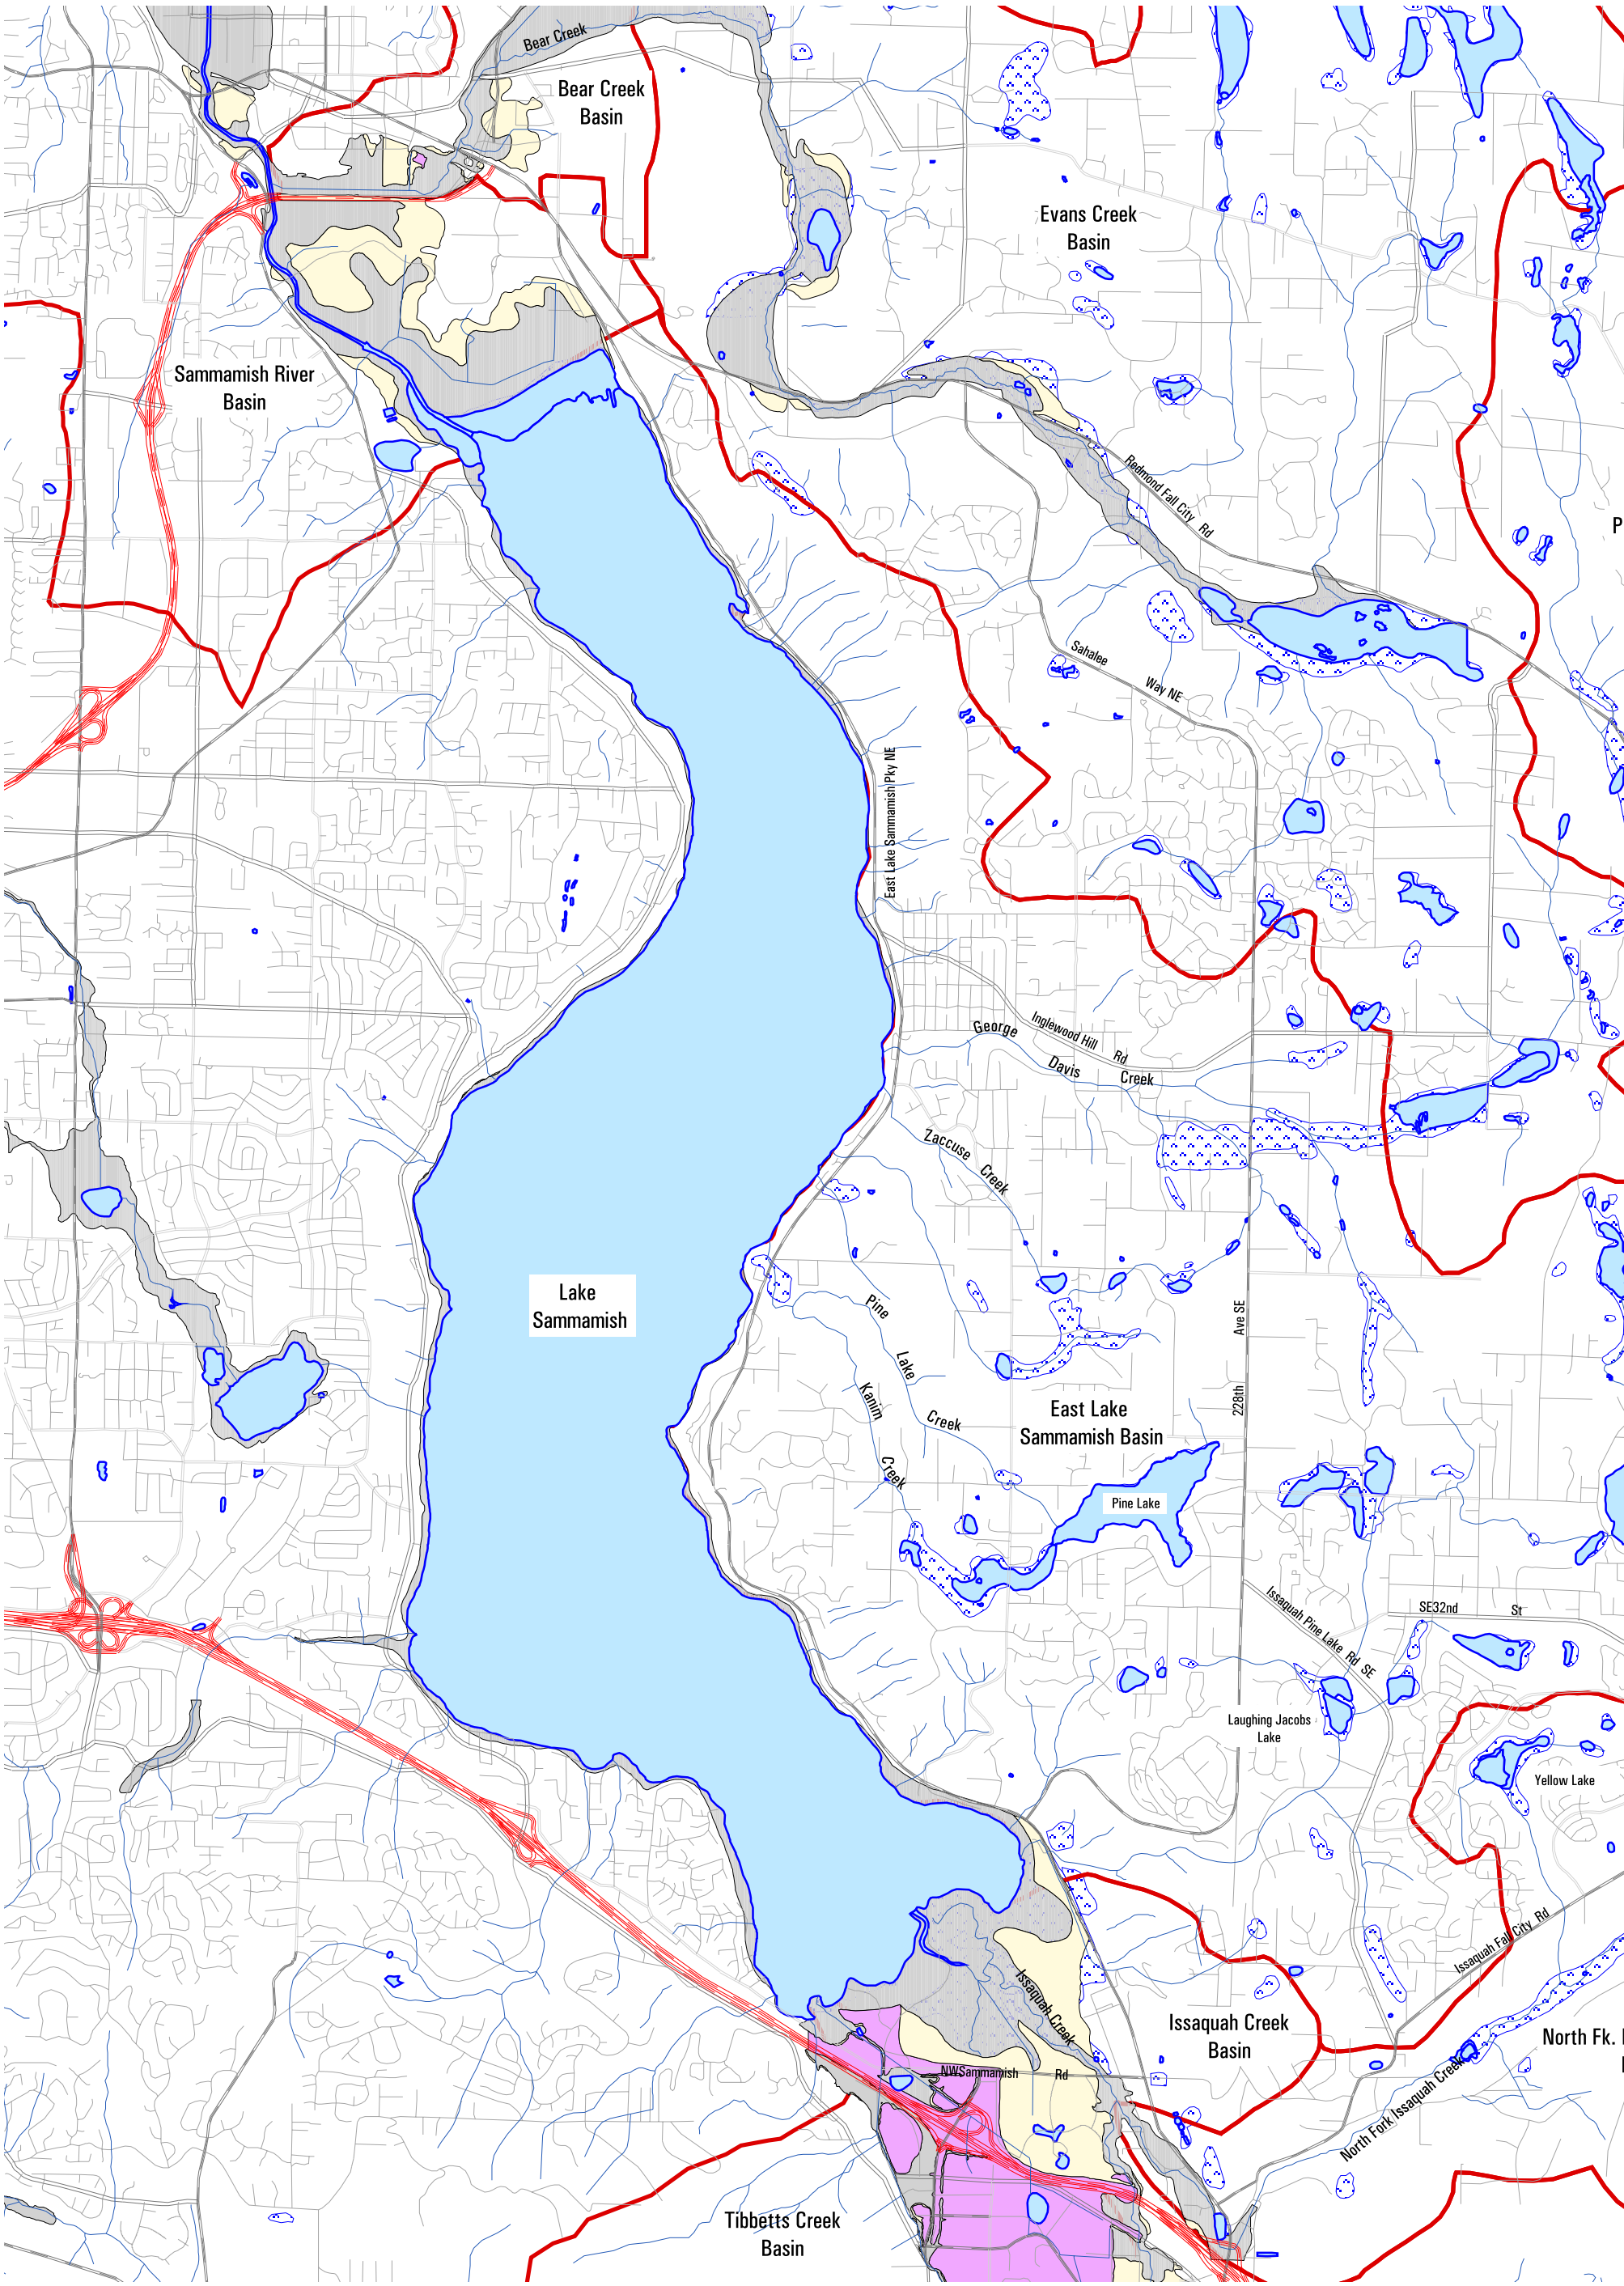 Bear Creek
Bear Creek
Basin
Evans Creek
Basin
Sammamish River
Basin
Redmond Fall City Rd
P
Sahalee
Way NE
East Lake Sammamish Pky NE
George
Davis
Creek
Inglewood Hill
Rd
Zaccuse
Creek
Lake
Sammamish
Pine
Lake
Creek
Kanim
Creek
228th
Ave SE
East Lake
Sammamish Basin
Pine Lake
Issaquah Pine Lake Rd SE
SE32nd
St
Laughing Jacobs
Lake
Yellow Lake
Issaquah Fall City Rd
Issaquah Creek
Issaquah Creek
Basin
North Fk.
NWSammamish
Rd
North Fork Issaquah Creek
Tibbetts Creek
Basin